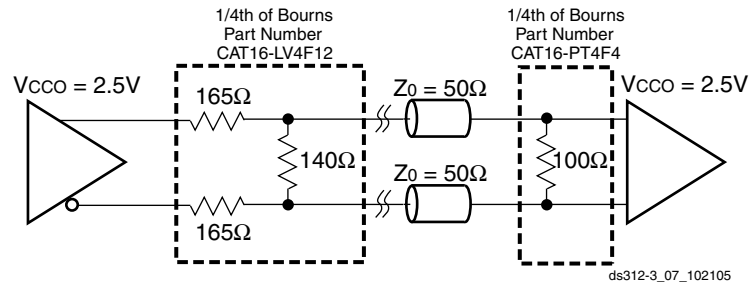 1/4th of Bourns
Part Number
CAT16-LV4F12
1/4th of Bourns
Part Number
CAT16-PT4F4
VCCO = 2.5V
165Ω
Z0 = 50Ω
VCCO = 2.5V
140Ω
100Ω
Z0 = 50Ω
165Ω
ds312-3_07_102105